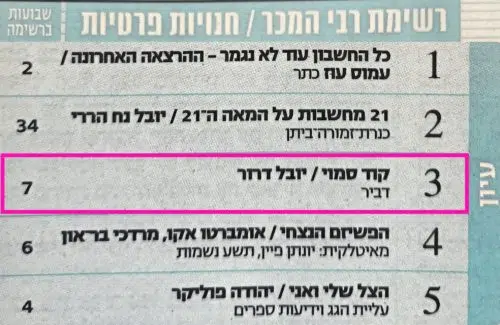 רשימת רבי המכר / חנויות פרטיות
שבועות
ברשימה
עיון
1
כל החשבון עוד לא נגמר – ההרצאה האחרונה /
עמוס עוז כתר
2
2
21 מחשבות על המאה ה־21 / יובל נח הררי
כנרת־זמורה־ביתן
34
3
קוד סמוי / יובל דרור
דביר
7
4
הפשיזם הנצחי / אומברטו אקו, מרדכי בר־און
מאיטלקית: יונתן פיין, תשע נשמות
6
5
הצל שלי ואני / יהודה פוליקר
עליית הגג וידיעות ספרים
4